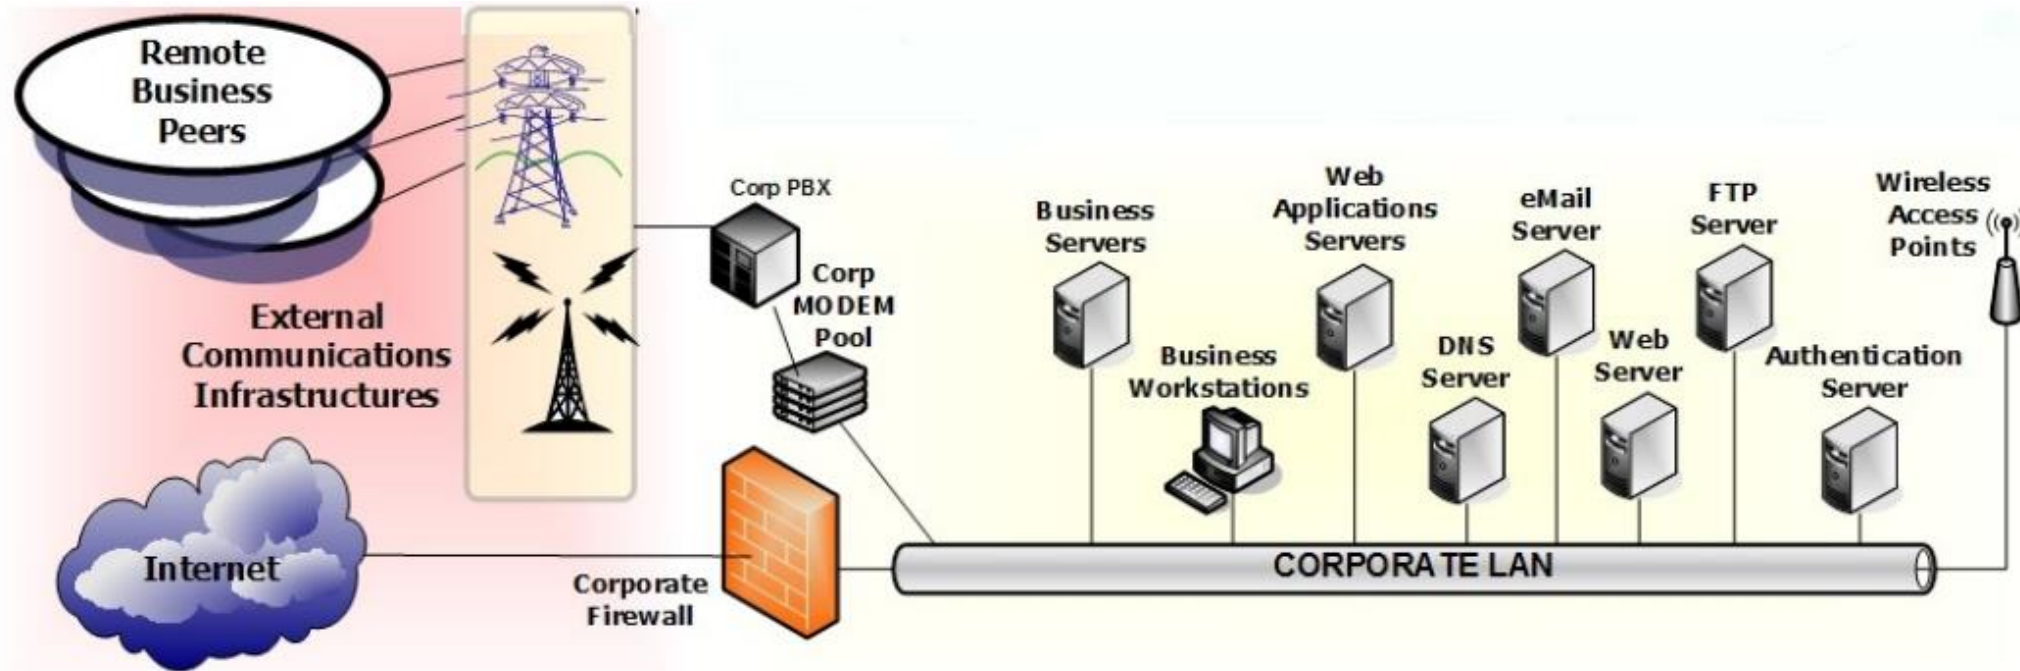 Remote
Business
Peers
External
Communications
Infrastructures
Internet
Corporate
Firewall
Corp PBX
Corp
MODEM
Pool
Business
Servers
Business
Workstations
Web
Applications
Servers
DNS
Server
eMail
Server
Web
Server
FTP
Server
Authentication
Server
Wireless
Access
Points
CORPORATE LAN